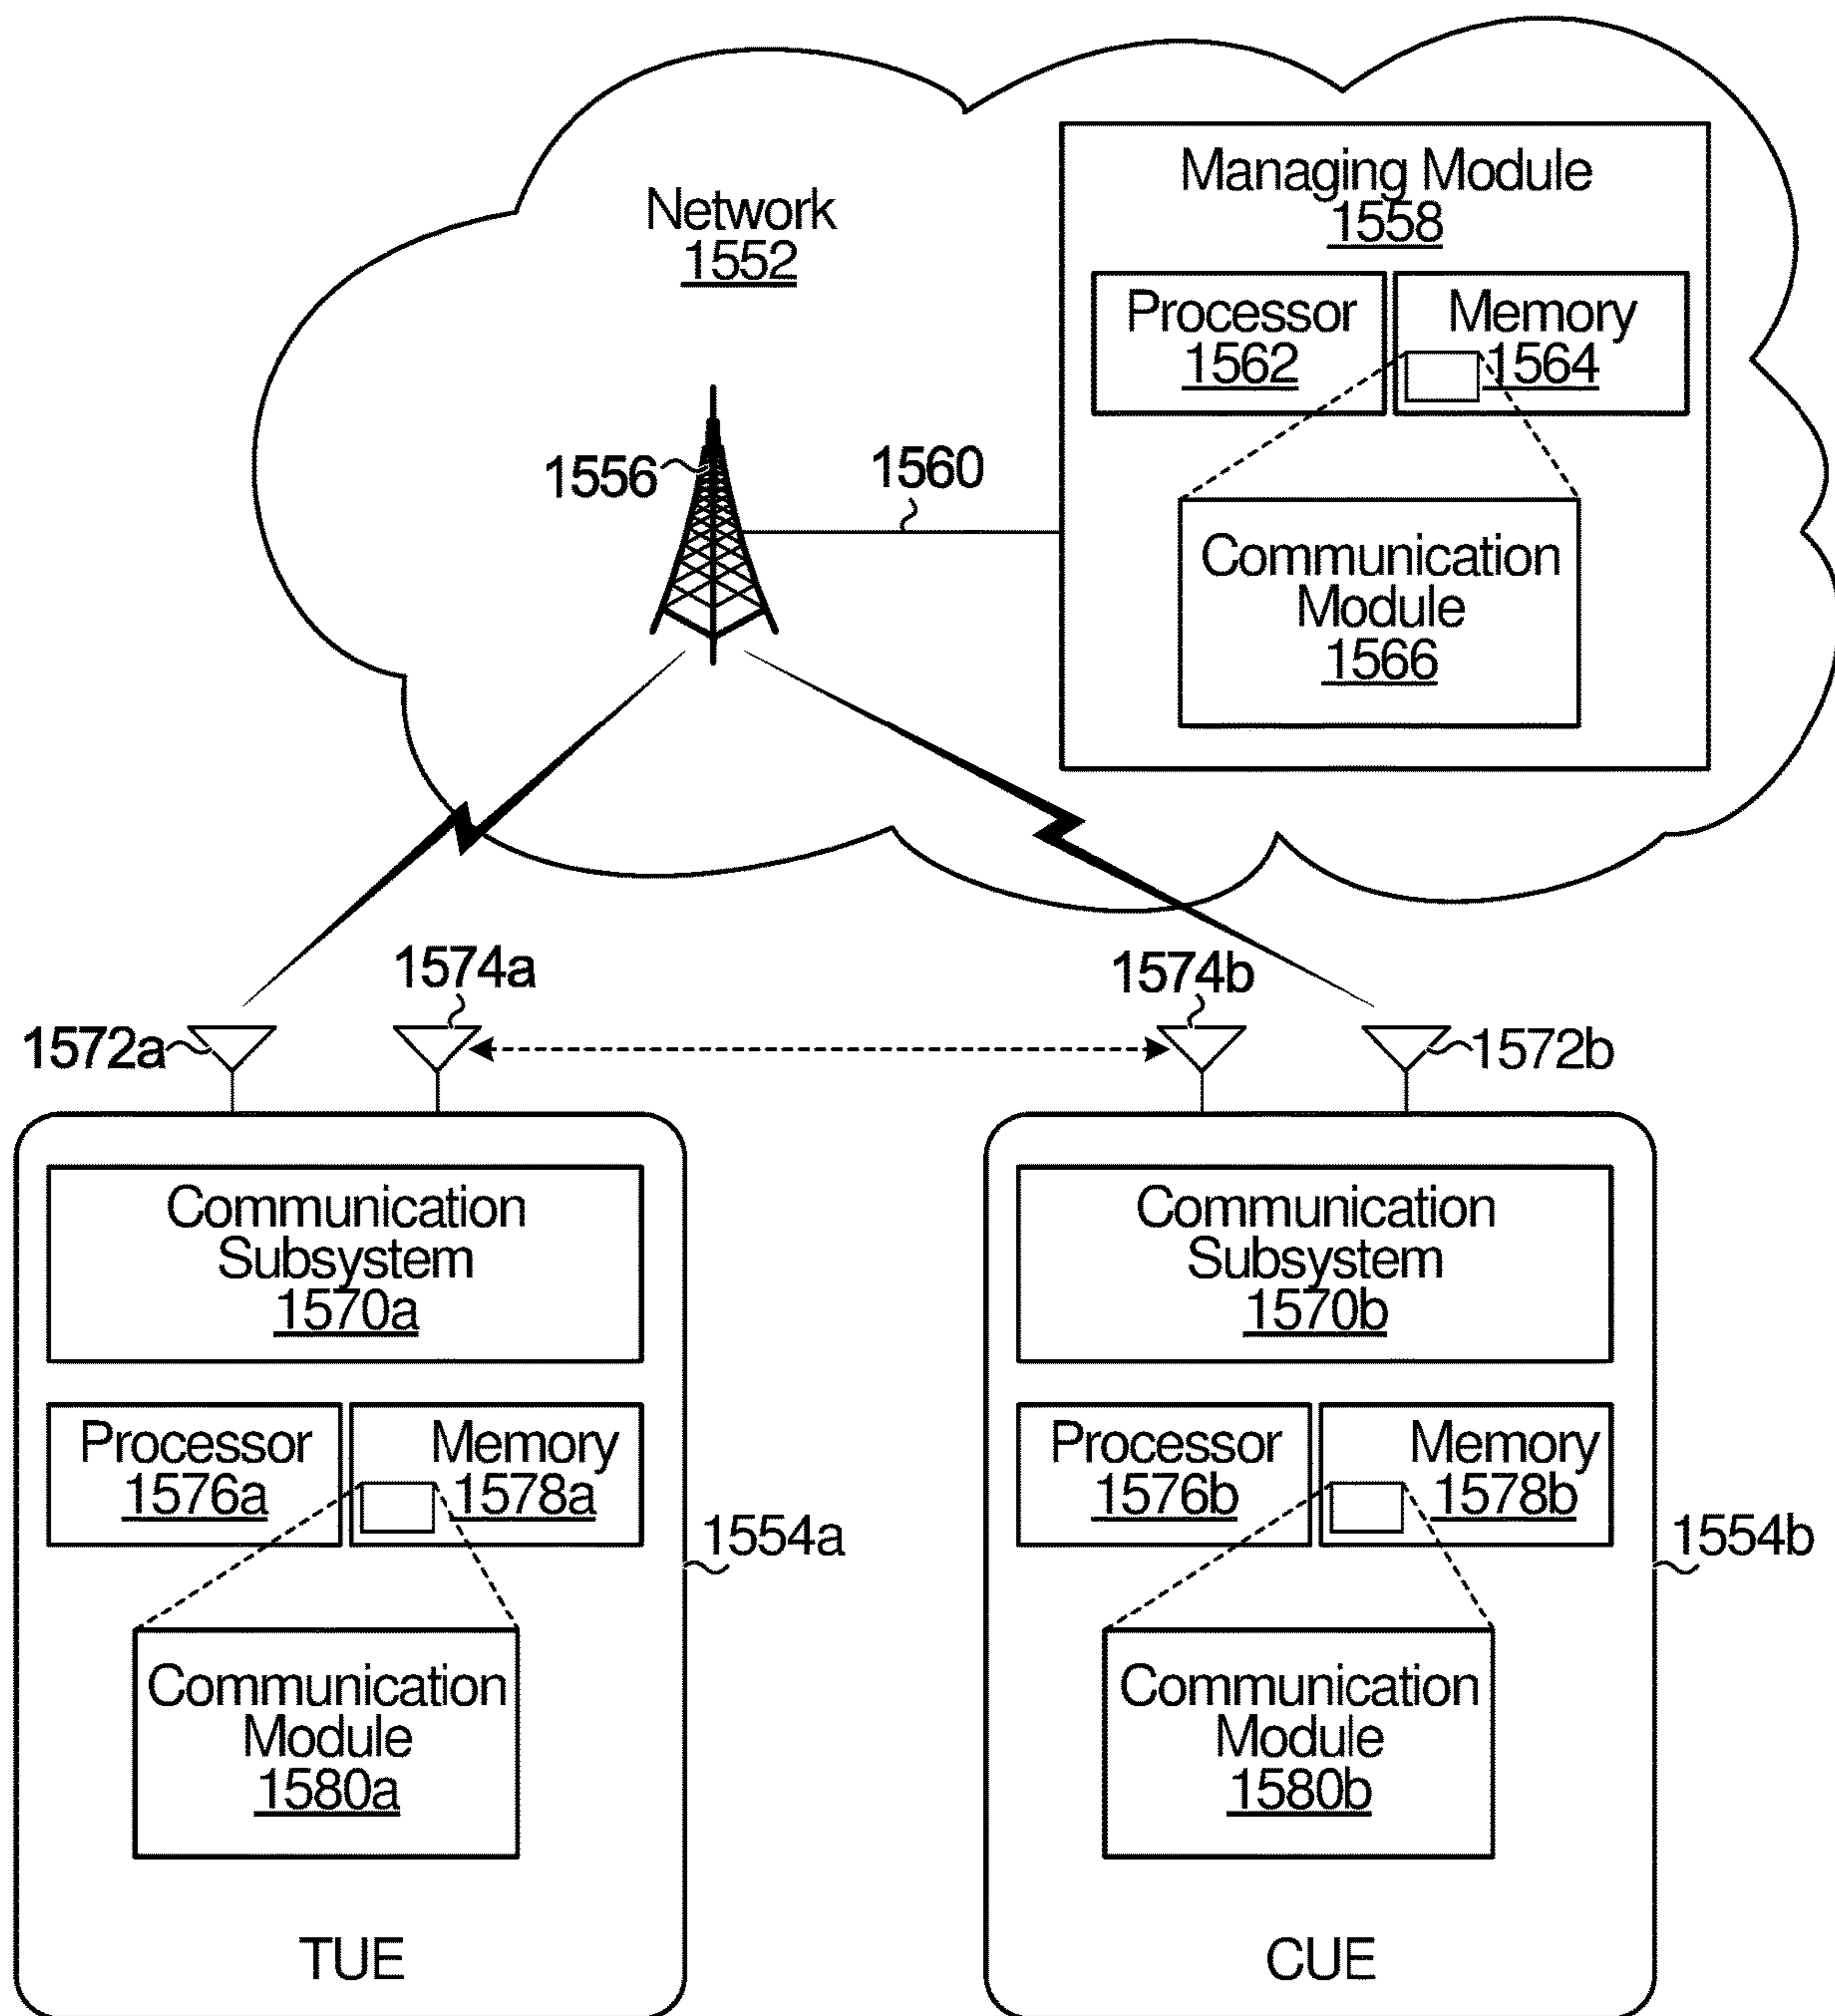 Network
1552
Managing Module
1558
Processor
1562
Memory
1564
1556
1560
Communication
Module
1566
1574a
1574b
1572a
1572b
Communication
Subsystem
1570a
Communication
Subsystem
1570b
Processor
1576a
Memory
1578a
1554a
Processor
1576b
Memory
1578b
1554b
Communication
Module
1580a
Communication
Module
1580b
TUE
CUE